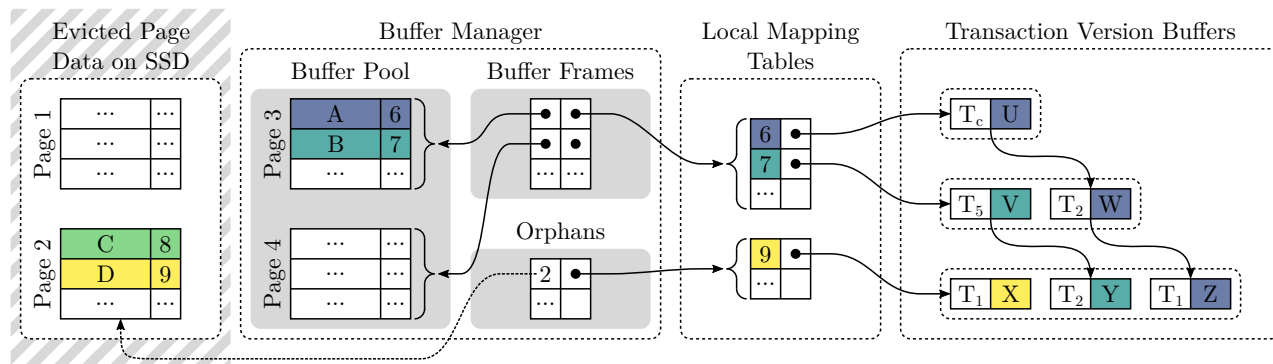 Evicted Page
Data on SSD
Page 1
... ...
... ...
... ...
Page 2
C 8
D 9
... ...
Buffer Manager
Buffer Pool
Page 3
A 6
B 7
... ...
Page 4
... ...
... ...
... ...
Buffer Frames
... ...
Orphans
2
Local Mapping
Tables
6
7
...
9
...
Transaction Version Buffers
Tc U
T5 V T2 W
T1 X T2 Y T1 Z